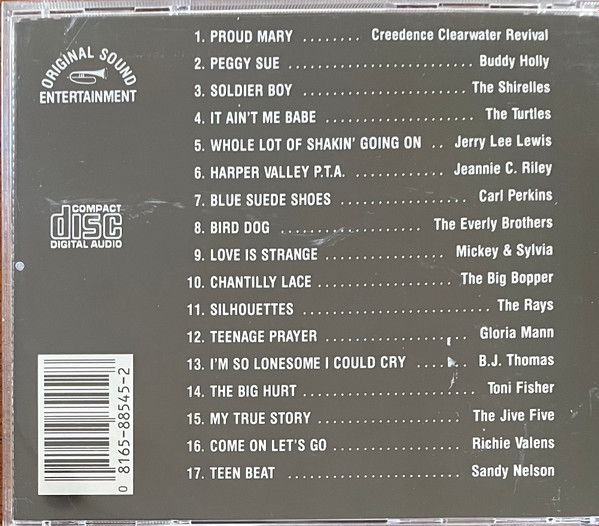 ORIGINAL SOUND
ENTERTAINMENT
COMPACT
disc
DIGITAL AUDIO
1. PROUD MARY ........ Creedence Clearwater Revival
2. PEGGY SUE ........................ Buddy Holly
3. SOLDIER BOY ...................... The Shirelles
4. IT AIN'T ME BABE .................... The Turtles
5. WHOLE LOT OF SHAKIN' GOING ON .. Jerry Lee Lewis
6. HARPER VALLEY P.T.A. ............. Jeannie C. Riley
7. BLUE SUEDE SHOES ................. Carl Perkins
8. BIRD DOG ................... The Everly Brothers
9. LOVE IS STRANGE ................ Mickey & Sylvia
10. CHANTILLY LACE ................. The Big Bopper
11. SILHOUETTES ........................ The Rays
12. TEENAGE PRAYER ................... Gloria Mann
13. I'M SO LONESOME I COULD CRY ....... B.J. Thomas
14. THE BIG HURT ........................ Toni Fisher
15. MY TRUE STORY ................... The Jive Five
16. COME ON LET'S GO ................. Richie Valens
17. TEEN BEAT ....................... Sandy Nelson
0 8165-88545-2